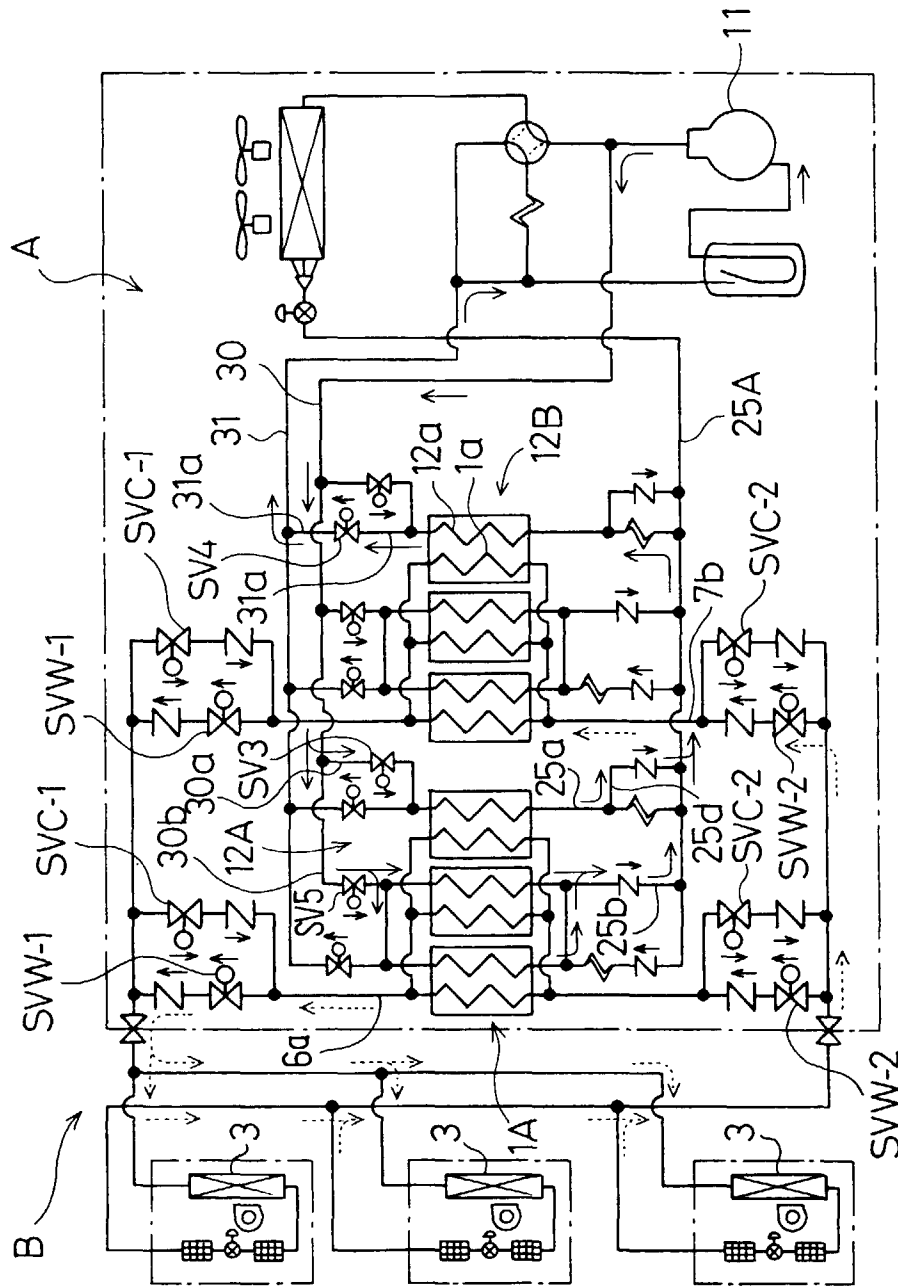 A
11
30
31
31a
SVC-1
SV4
31a
12a
1a
12B
25A
SVW-1
SVC-1
30a
30b
SV3
12A
SV5
SVC-2
7b
25a
25d
25b
SVC-2
SVW-2
SVW-1
6a
1A
SVW-2
B
3
3
3